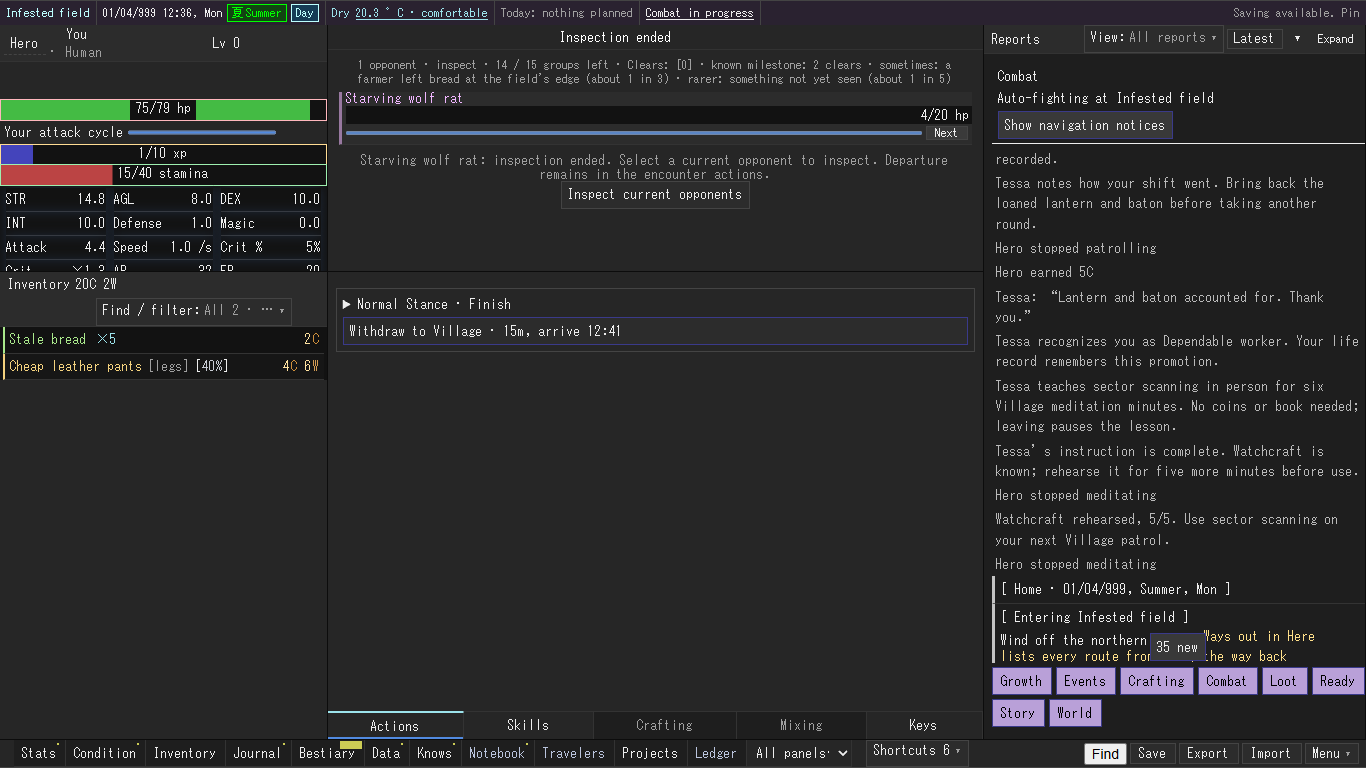 Infested field 01/04/999 12:36, Mon 夏Summer Day Dry 20.3 ° C · comfortable Today: nothing planned Combat in progress Saving available. Pin
Hero · You Human Lv 0
75/79 hp
Your attack cycle
1/10 xp
15/40 stamina
STR 14.8 AGL 8.0 DEX 10.0
INT 10.0 Defense 1.0 Magic 0.0
Attack 4.4 Speed 1.0 /s Crit % 5%
Inventory 20C 2W
Find / filter: All 2 · … ▾
Stale bread ×5 2C
Cheap leather pants [legs] [40%] 4C 6W
Inspection ended
1 opponent · inspect · 14 / 15 groups left · Clears: [0] · known milestone: 2 clears · sometimes: a
farmer left bread at the field's edge (about 1 in 3) · rarer: something not yet seen (about 1 in 5)
Starving wolf rat
4/20 hp
Next
Starving wolf rat: inspection ended. Select a current opponent to inspect. Departure
remains in the encounter actions.
Inspect current opponents
▶ Normal Stance · Finish
Withdraw to Village · 15m, arrive 12:41
Actions Skills Crafting Mixing Keys
Reports View: All reports ▾ Latest ▾ Expand
Combat
Auto-fighting at Infested field
Show navigation notices
recorded.
Tessa notes how your shift went. Bring back the
loaned lantern and baton before taking another
round.
Hero stopped patrolling
Hero earned 5C
Tessa: “Lantern and baton accounted for. Thank
you.”
Tessa recognizes you as Dependable worker. Your life
record remembers this promotion.
Tessa teaches sector scanning in person for six
Village meditation minutes. No coins or book needed;
leaving pauses the lesson.
Tessa’s instruction is complete. Watchcraft is
known; rehearse it for five more minutes before use.
Hero stopped meditating
Watchcraft rehearsed, 5/5. Use sector scanning on
your next Village patrol.
Hero stopped meditating
[ Home · 01/04/999, Summer, Mon ]
[ Entering Infested field ]
Wind off the northern Ways out in Here
lists every route the way back
35 new
Growth Events Crafting Combat Loot Ready
Story World
Stats Condition Inventory Journal Bestiary Data Knows Notebook Travelers Projects Ledger All panels Shortcuts 6 ▾ Find Save Export Import Menu ▾